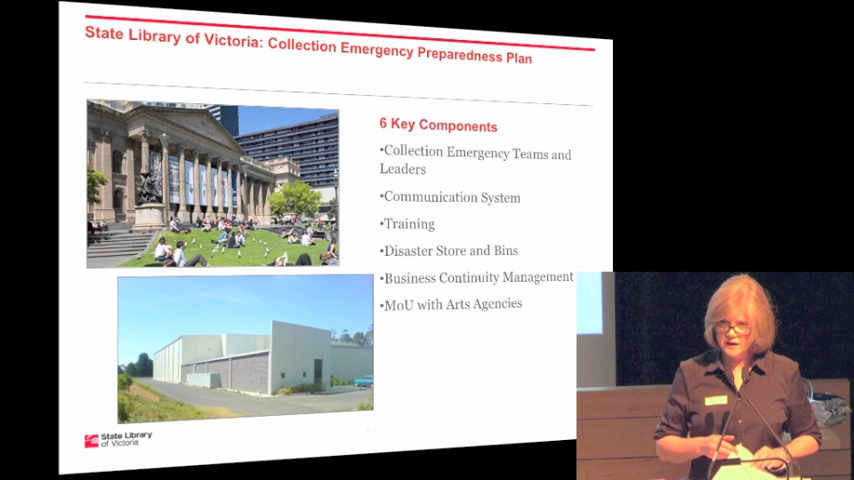 State Library of Victoria: Collection Emergency Preparedness Plan
6 Key Components
•Collection Emergency Teams and
Leaders
•Communication System
•Training
•Disaster Store and Bins
•Business Continuity Management
•MoU with Arts Agencies
State Library
of Victoria